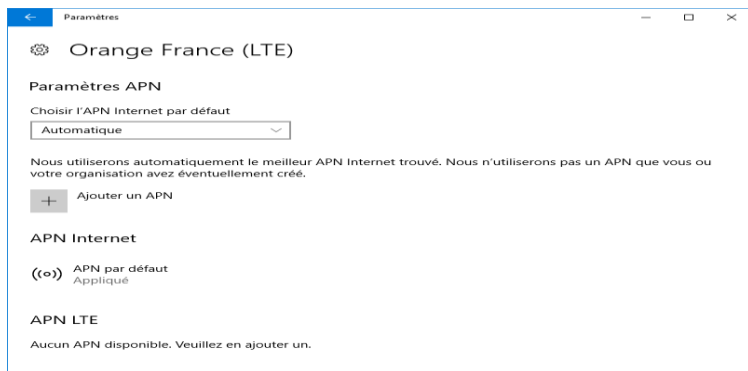 Paramètres
Orange France (LTE)
Paramètres APN
Choisir l'APN Internet par défaut
Automatique
Nous utiliserons automatiquement le meilleur APN Internet trouvé. Nous n'utiliserons pas un APN que vous ou
votre organisation avez éventuellement créé.
Ajouter un APN
APN Internet
APN par défaut
Appliqué
APN LTE
Aucun APN disponible. Veuillez en ajouter un.